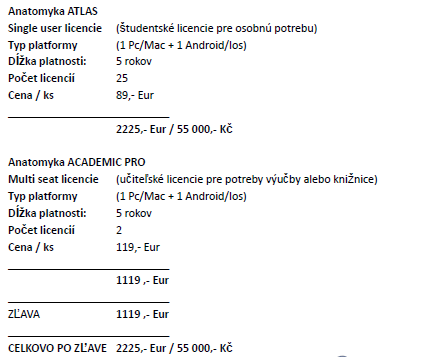 Anatomyka ATLAS
Single user licencie (študentské licencie pre osobnú potrebu)
Typ platformy (1 Pc/Mac + 1 Android/Ios)
Dĺžka platnosti: 5 rokov
Počet licencií 25
Cena / ks 89,- Eur
2225,- Eur / 55 000,- Kč
Anatomyka ACADEMIC PRO
Multi seat licencie (učiteľské licencie pre potreby výučby alebo knižnice)
Typ platformy (1 Pc/Mac + 1 Android/Ios)
Dĺžka platnosti: 5 rokov
Počet licencií 2
Cena / ks 119,- Eur
1119 ,- Eur
ZĽAVA 1119 ,- Eur
CELKOVO PO ZĽAVE 2225,- Eur / 55 000,- Kč